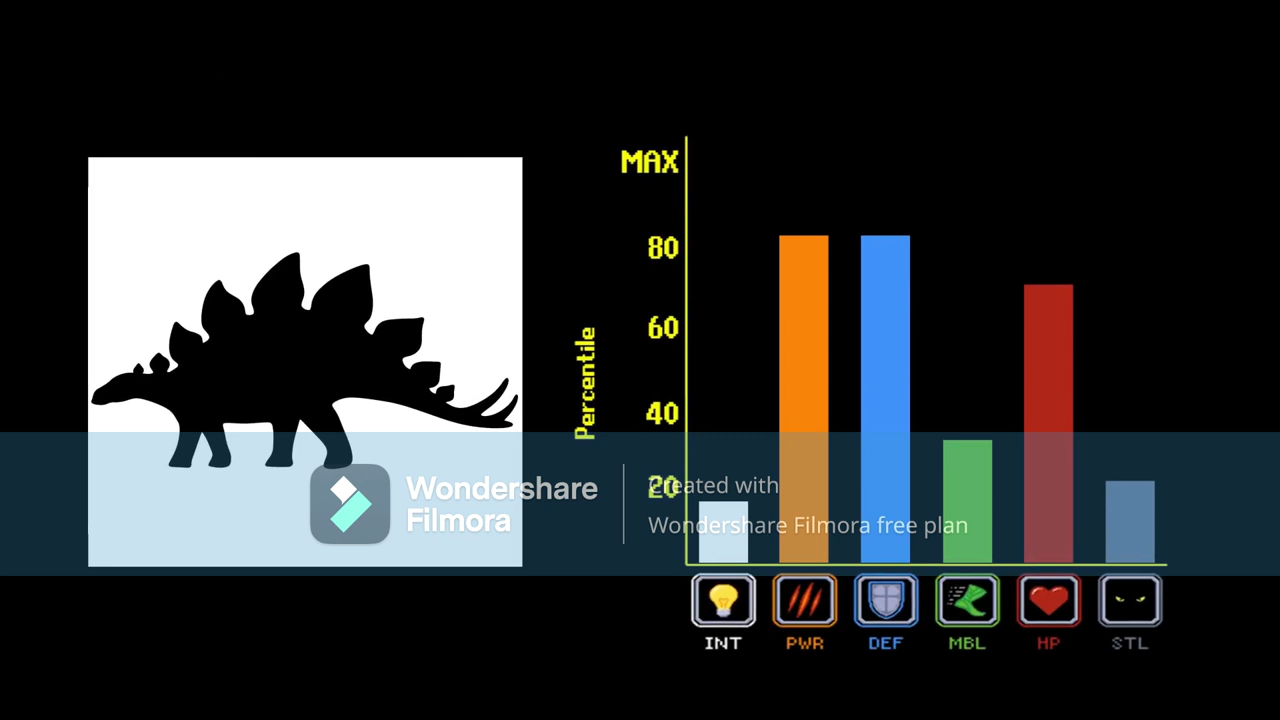 MAX
80
60
40
20
Percentile
Wondershare
Filmora
Created with
Wondershare Filmora free plan
INT
PWR
DEF
MBL
HP
STL